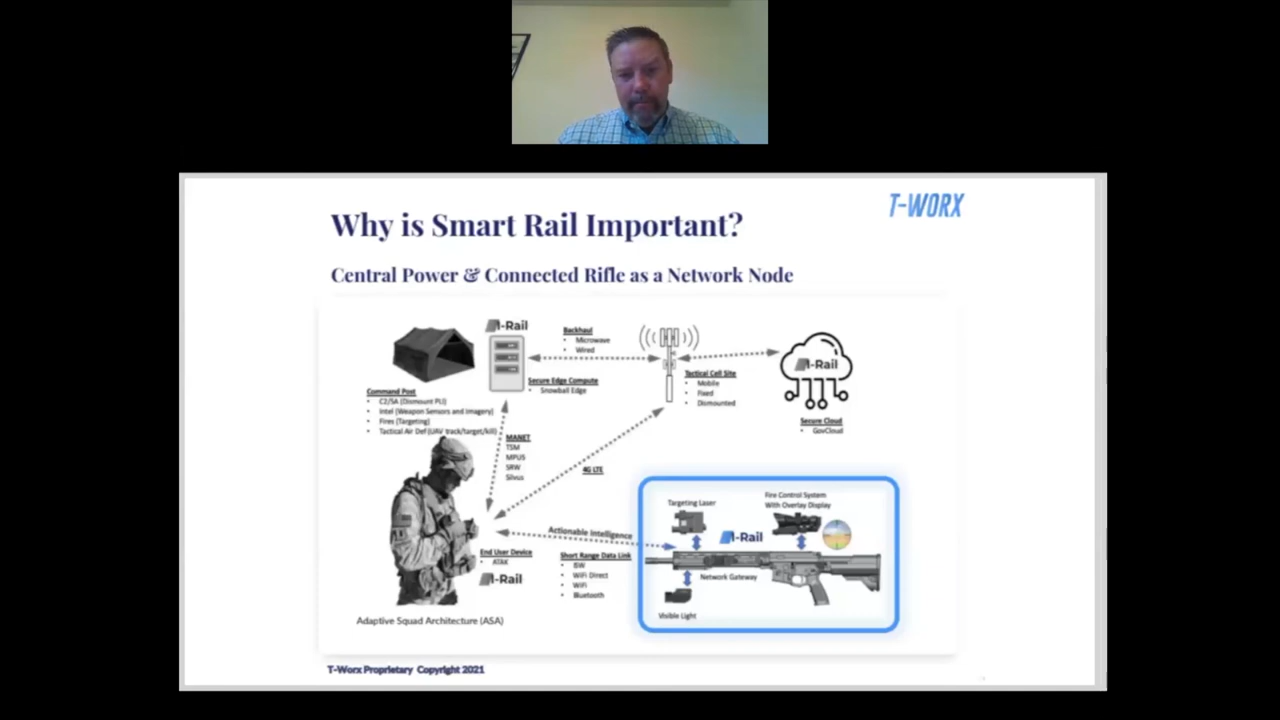 T-WORX
Why is Smart Rail Important?
Central Power & Connected Rifle as a Network Node
I-Rail
Backhaul
• Microwave
• Wired
I-Rail
Secure Edge Compute
• Snowball Edge
Tactical Cell Site
• Mobile
• Fixed
• Dismounted
Secure Cloud
• GovCloud
Command Post
• C2/SA (Dismount PLI)
• Intel (Weapon Sensors and Imagery)
• Fires (Targeting)
• Tactical Air Def (UAV track/target/kill)
MANET
TSM
MPUS
SRW
Silvus
4G LTE
Targeting Laser
Fire Control System
With Overlay Display
Actionable Intelligence
I-Rail
End User Device
• ATAK
I-Rail
Short Range Data Link
• ISW
• WiFi Direct
• WiFi
• Bluetooth
Network Gateway
Visible Light
Adaptive Squad Architecture (ASA)
T-Worx Proprietary Copyright 2021